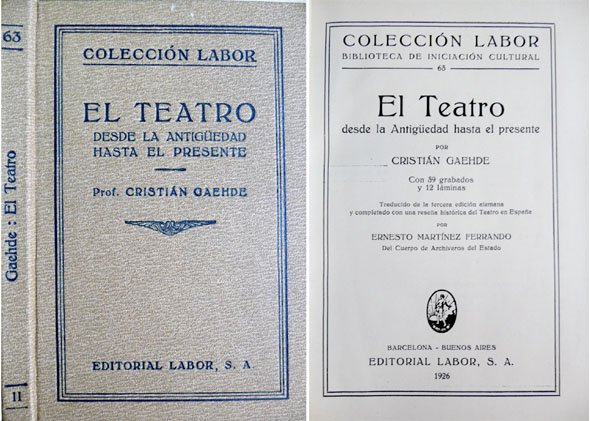 63
Gaehde: El Teatro
11
COLECCIÓN LABOR
EL TEATRO
DESDE LA ANTIGÜEDAD
HASTA EL PRESENTE
Prof. CRISTIÁN GAEHDE
EDITORIAL LABOR, S. A.
COLECCIÓN LABOR
BIBLIOTECA DE INICIACIÓN CULTURAL
63
El Teatro
desde la Antigüedad hasta el presente
POR
CRISTIÁN GAEHDE
Con 59 grabados
y 12 láminas
Traducido de la tercera edición alemana
y completado con una reseña histórica del Teatro en España
POR
ERNESTO MARTÍNEZ FERRANDO
Del Cuerpo de Archiveros del Estado
BARCELONA - BUENOS AIRES
EDITORIAL LABOR, S. A.
1926